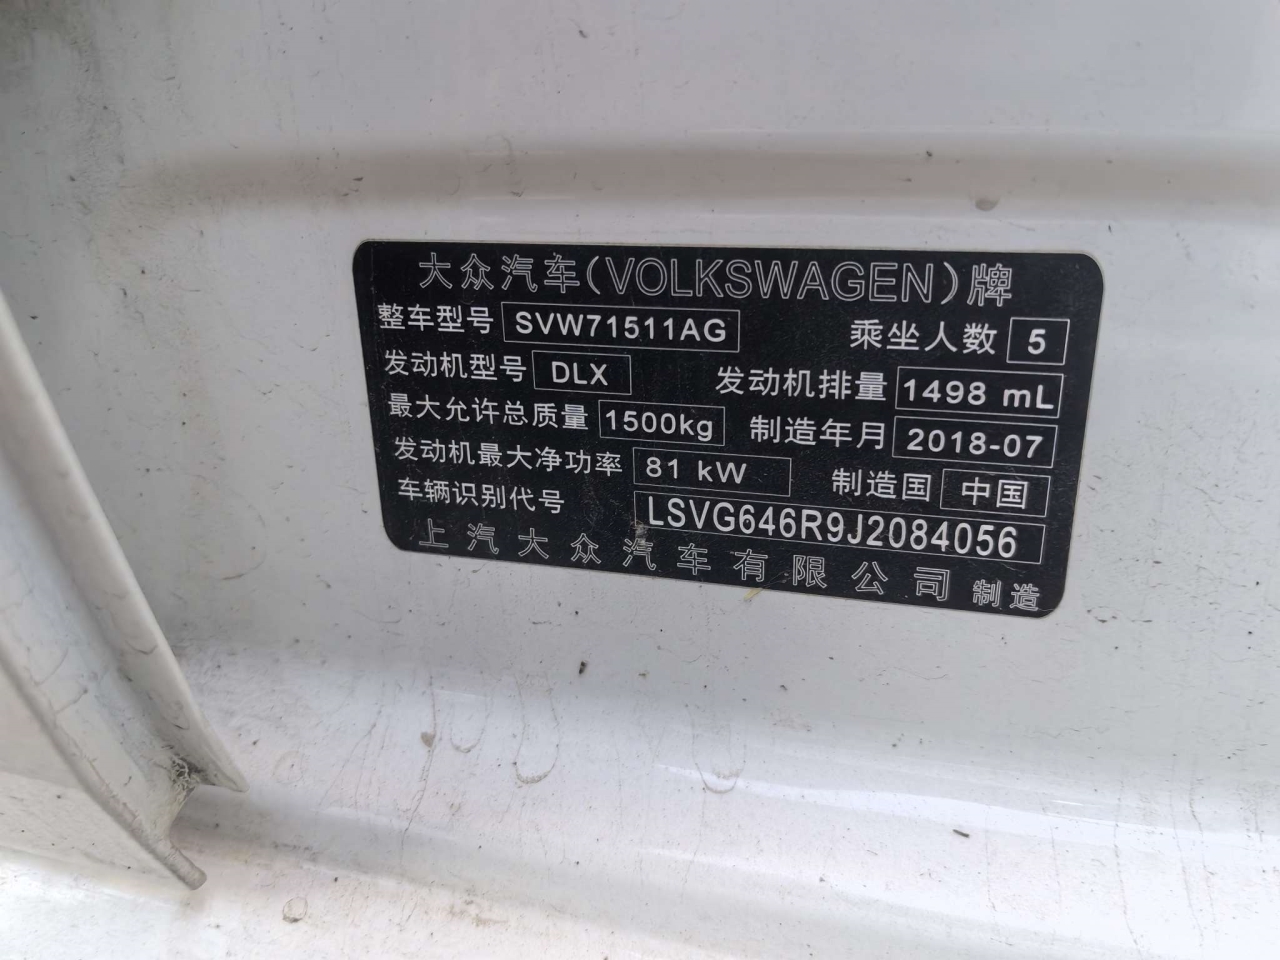 大众汽车(VOLKSWAGEN)牌
整车型号 SVW71511AG 乘坐人数 5
发动机型号 DLX 发动机排量 1498 mL
最大允许总质量 1500kg 制造年月 2018-07
发动机最大净功率 81 kW 制造国 中国
车辆识别代号 LSVG646R9J2084056
上汽大众汽车有限公司 制造